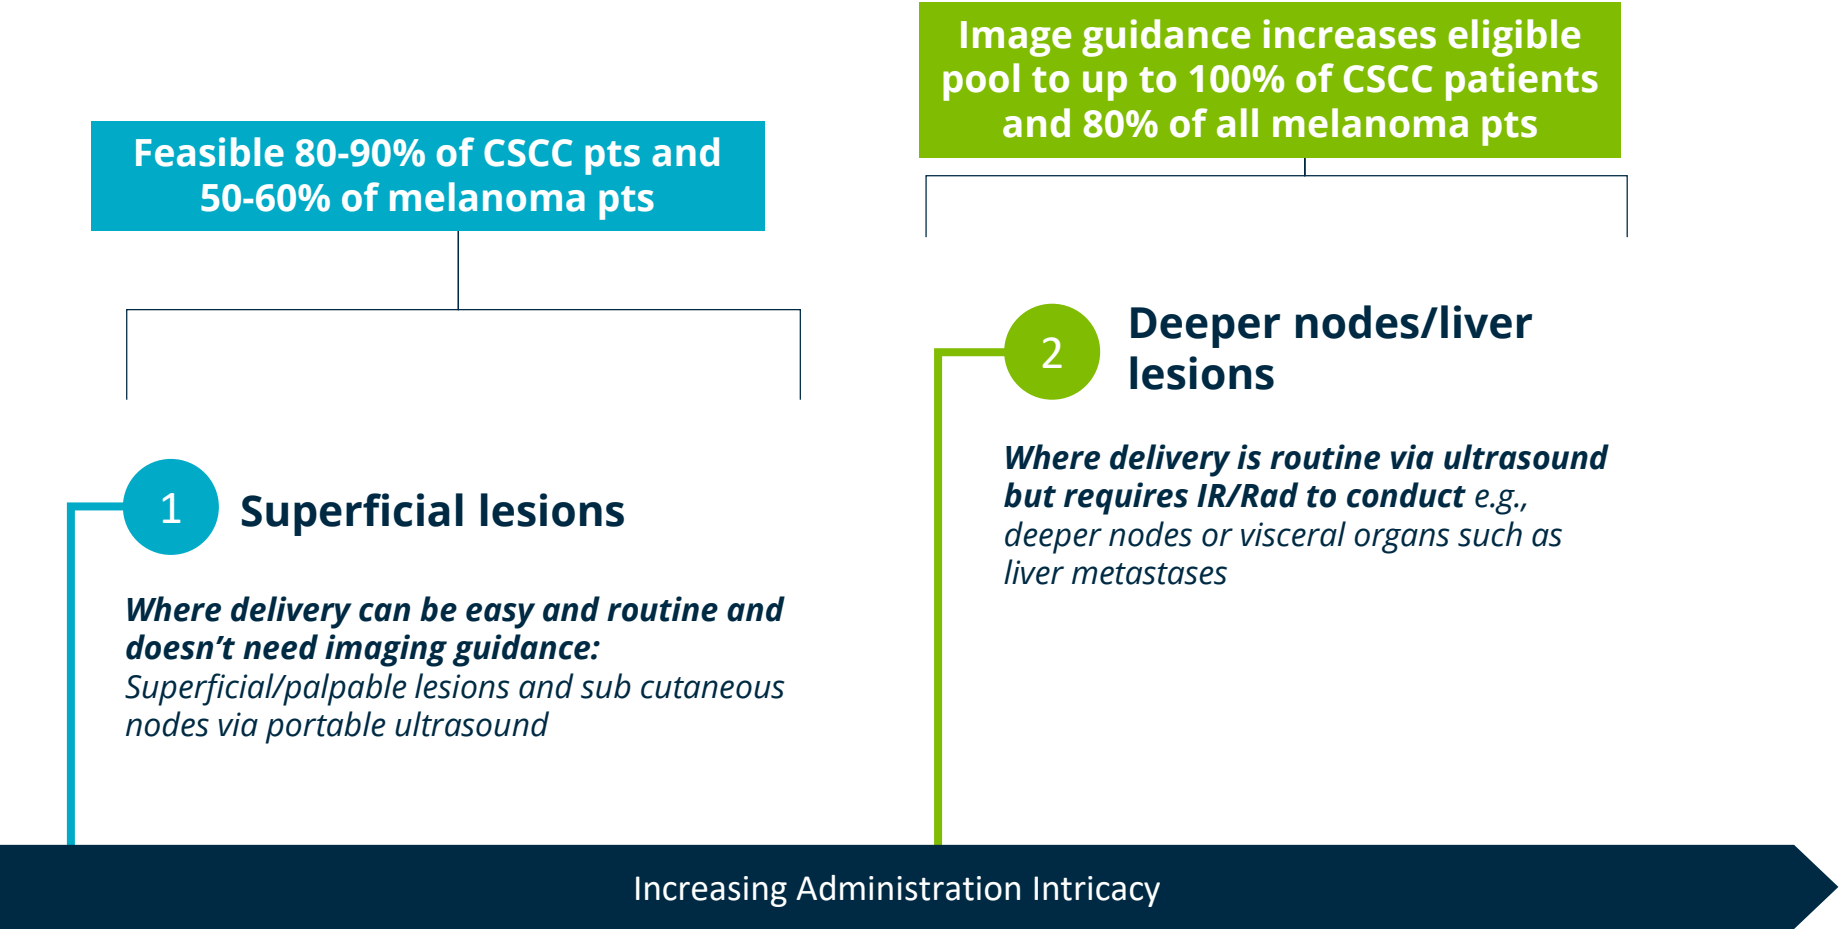 Feasible 80-90% of CSCC pts and
50-60% of melanoma pts
1
Superficial lesions
Where delivery can be easy and routine and
doesn’t need imaging guidance:
Superficial/palpable lesions and sub cutaneous
nodes via portable ultrasound
Image guidance increases eligible
pool to up to 100% of CSCC patients
and 80% of all melanoma pts
2
Deeper nodes/liver
lesions
Where delivery is routine via ultrasound
but requires IR/Rad to conduct e.g.,
deeper nodes or visceral organs such as
liver metastases
Increasing Administration Intricacy